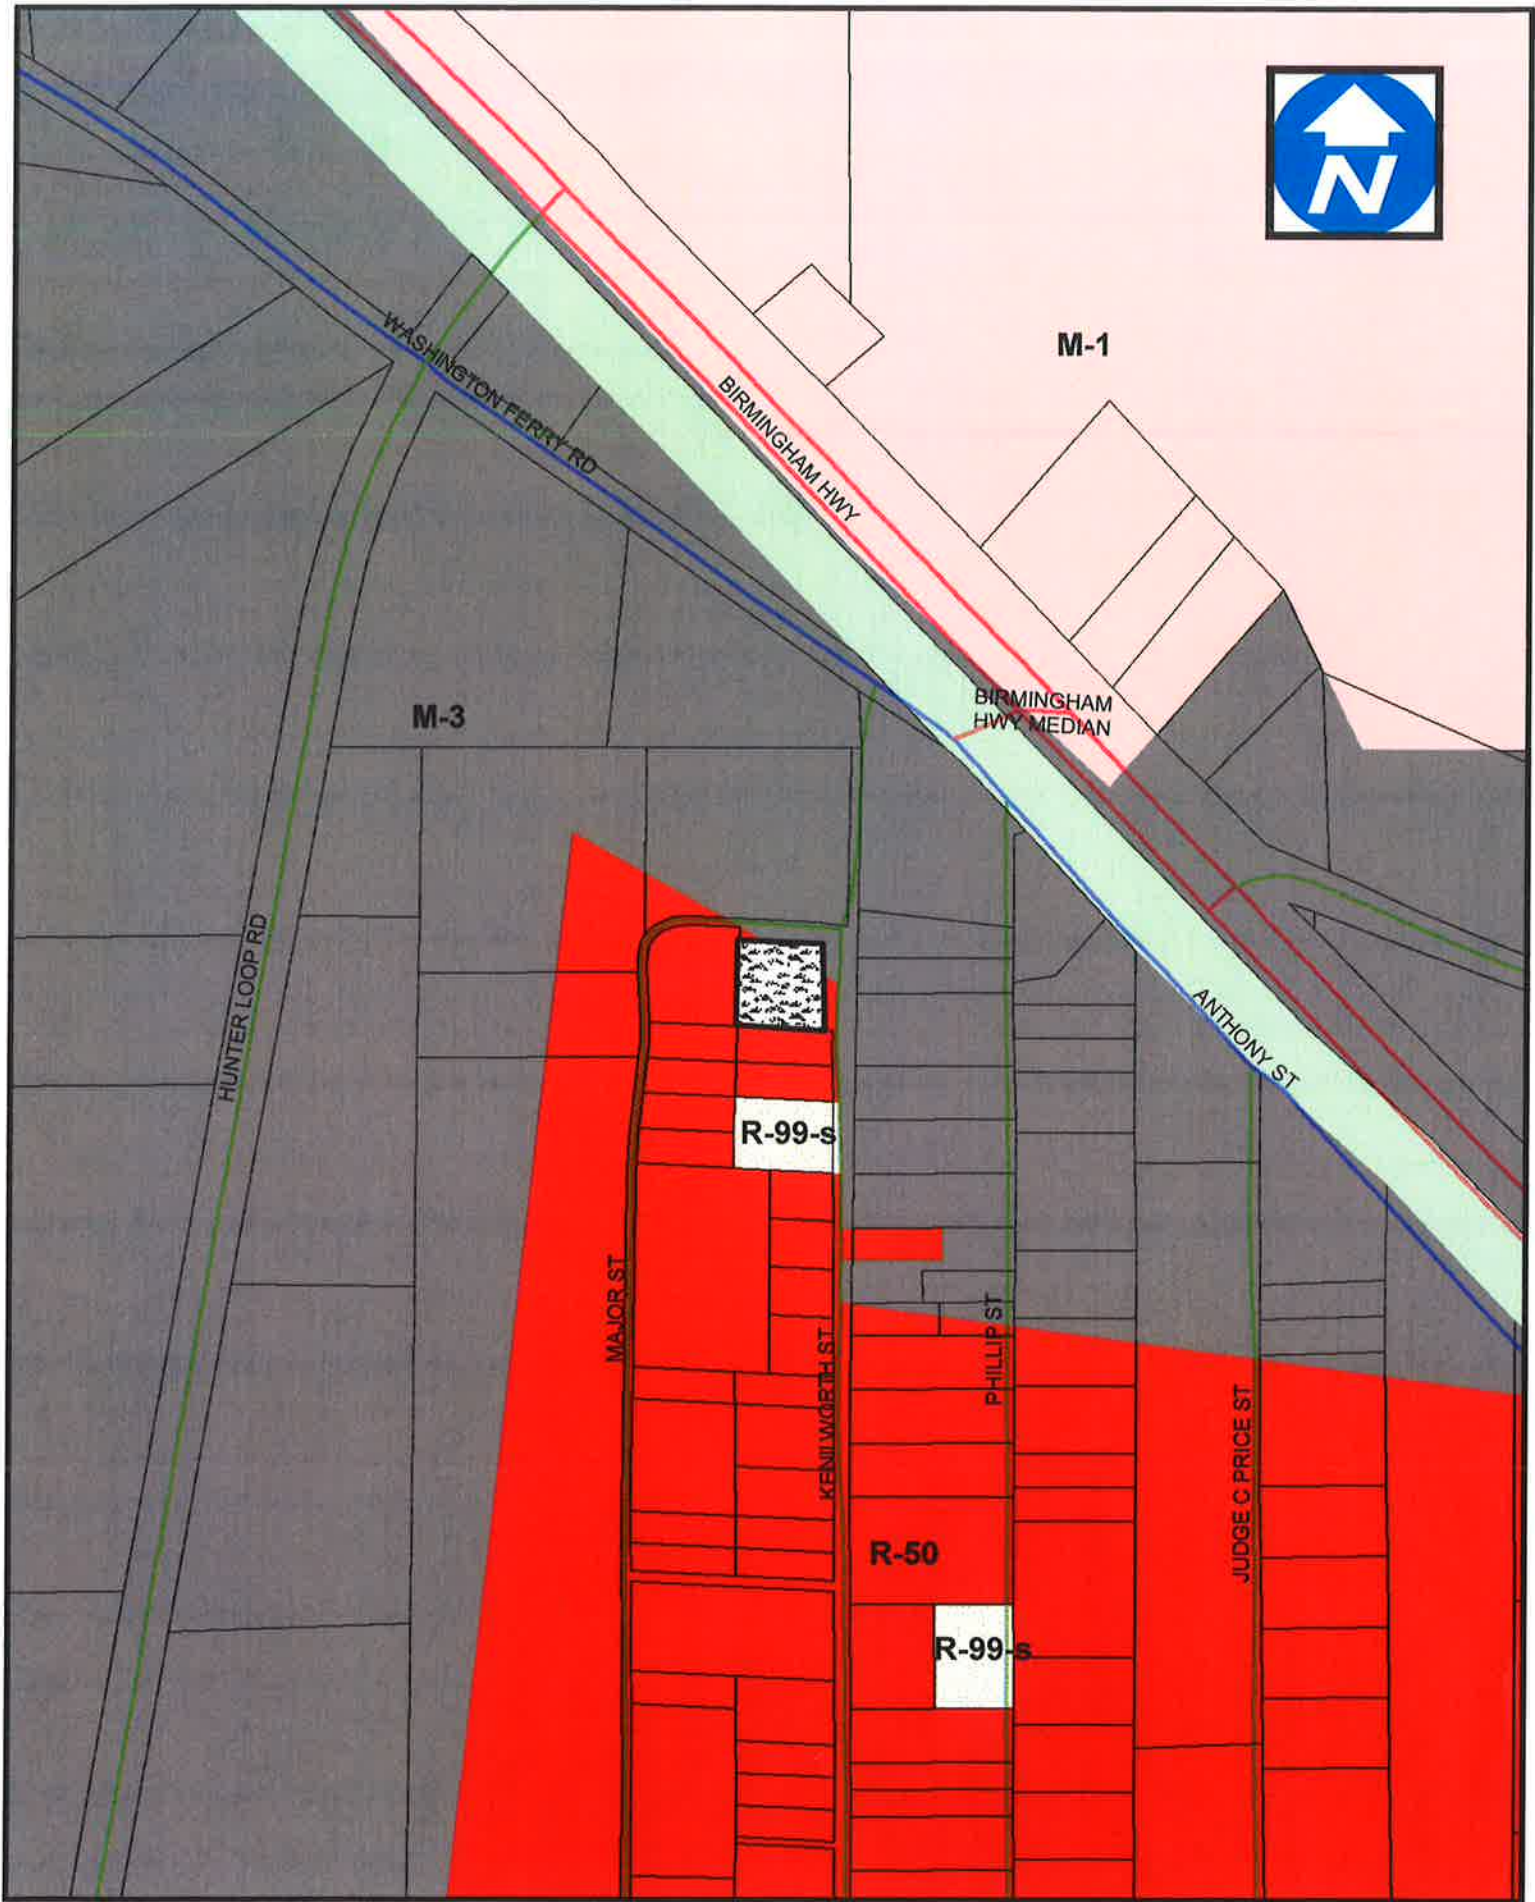 N
M-1
WASHINGTON FERRY RD
BIRMINGHAM HWY
BIRMINGHAM
HWY MEDIAN
M-3
HUNTER LOOP RD
ANTHONY ST
R-99-s
MAJOR ST
KENILWORTH ST
PHILLIP ST
JUDGE C PRICE ST
R-50
R-99-s